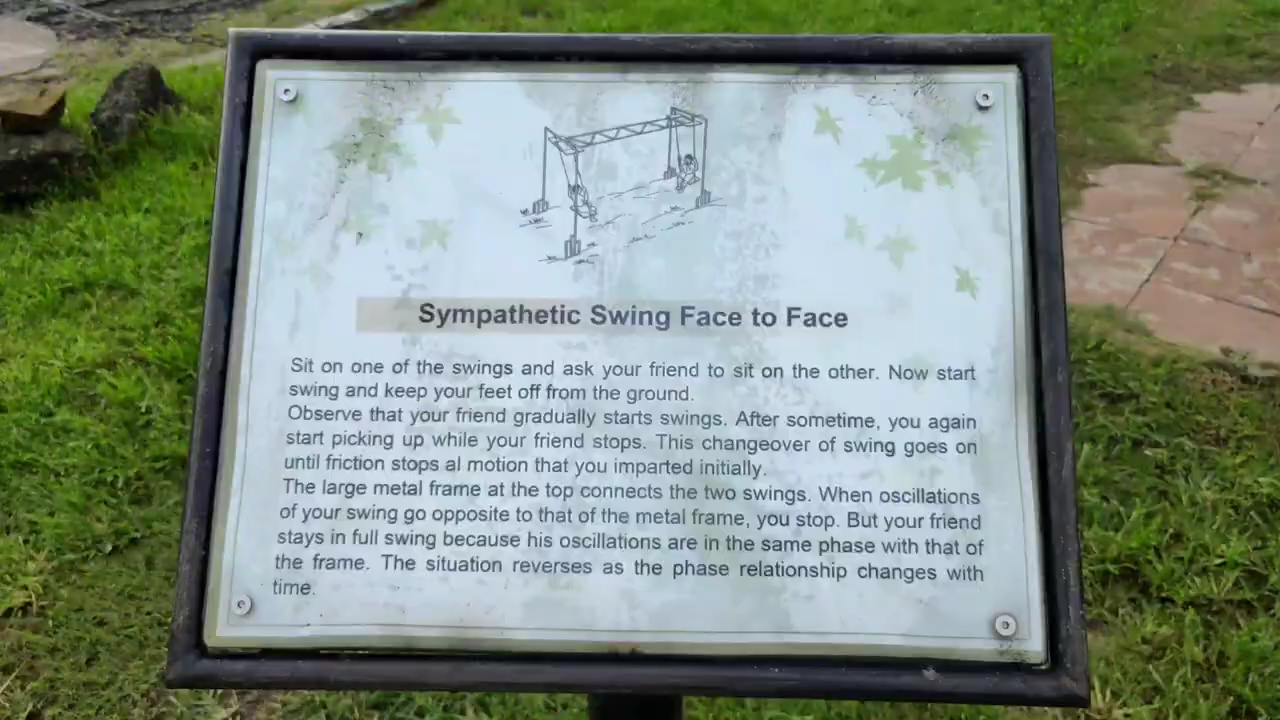 Sympathetic Swing Face to Face
Sit on one of the swings and ask your friend to sit on the other. Now start
swing and keep your feet off from the ground.
Observe that your friend gradually starts swings. After sometime, you again
start picking up while your friend stops. This changeover of swing goes on
until friction stops al motion that you imparted initially.
The large metal frame at the top connects the two swings. When oscillations
of your swing go opposite to that of the metal frame, you stop. But your friend
stays in full swing because his oscillations are in the same phase with that of
the frame. The situation reverses as the phase relationship changes with
time.